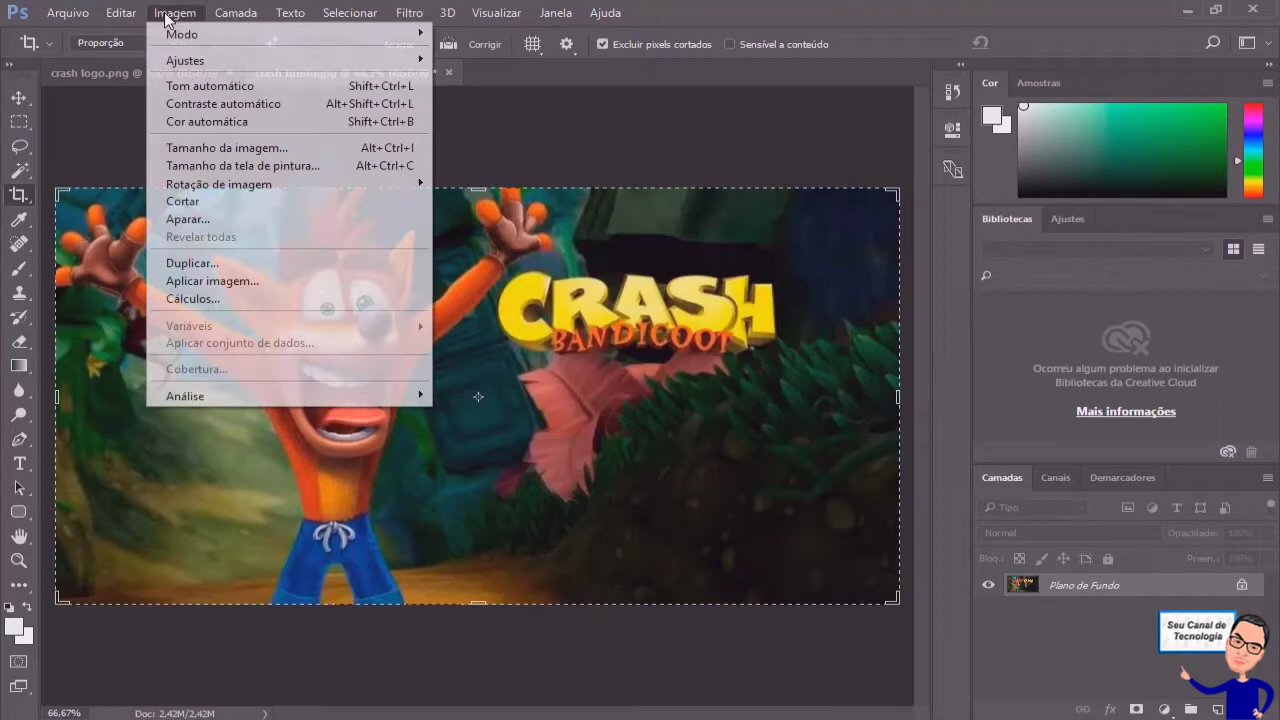 Ps Arquivo Editar Imagem Camada Texto Selecionar Filtro 3D Visualizar Janela Ajuda
Proporção
Corrigir
Excluir pixels cortados
Sensível a conteúdo
crash logo.png @
Modo
Ajustes
Tom automático Shift+Ctrl+L
Contraste automático Alt+Shift+Ctrl+L
Cor automática Shift+Ctrl+B
Tamanho da imagem... Alt+Ctrl+I
Tamanho da tela de pintura... Alt+Ctrl+C
Rotação de imagem
Cortar
Aparar...
Revelar todas
Duplicar...
Aplicar imagem...
Cálculos...
Variáveis
Aplicar conjunto de dados...
Cobertura...
Análise
CRASH
BANDICOOT
Cor Amostras
Bibliotecas Ajustes
Ocorreu algum problema ao inicializar
Bibliotecas da Creative Cloud
Mais informações
Camadas Canais Demarcadores
Tipo
Normal Opacidade: 100%
Bloq.: Preen.: 100%
Plano de Fundo
Seu Canal de
Tecnologia
66,67% Doc: 2,42M/2,42M